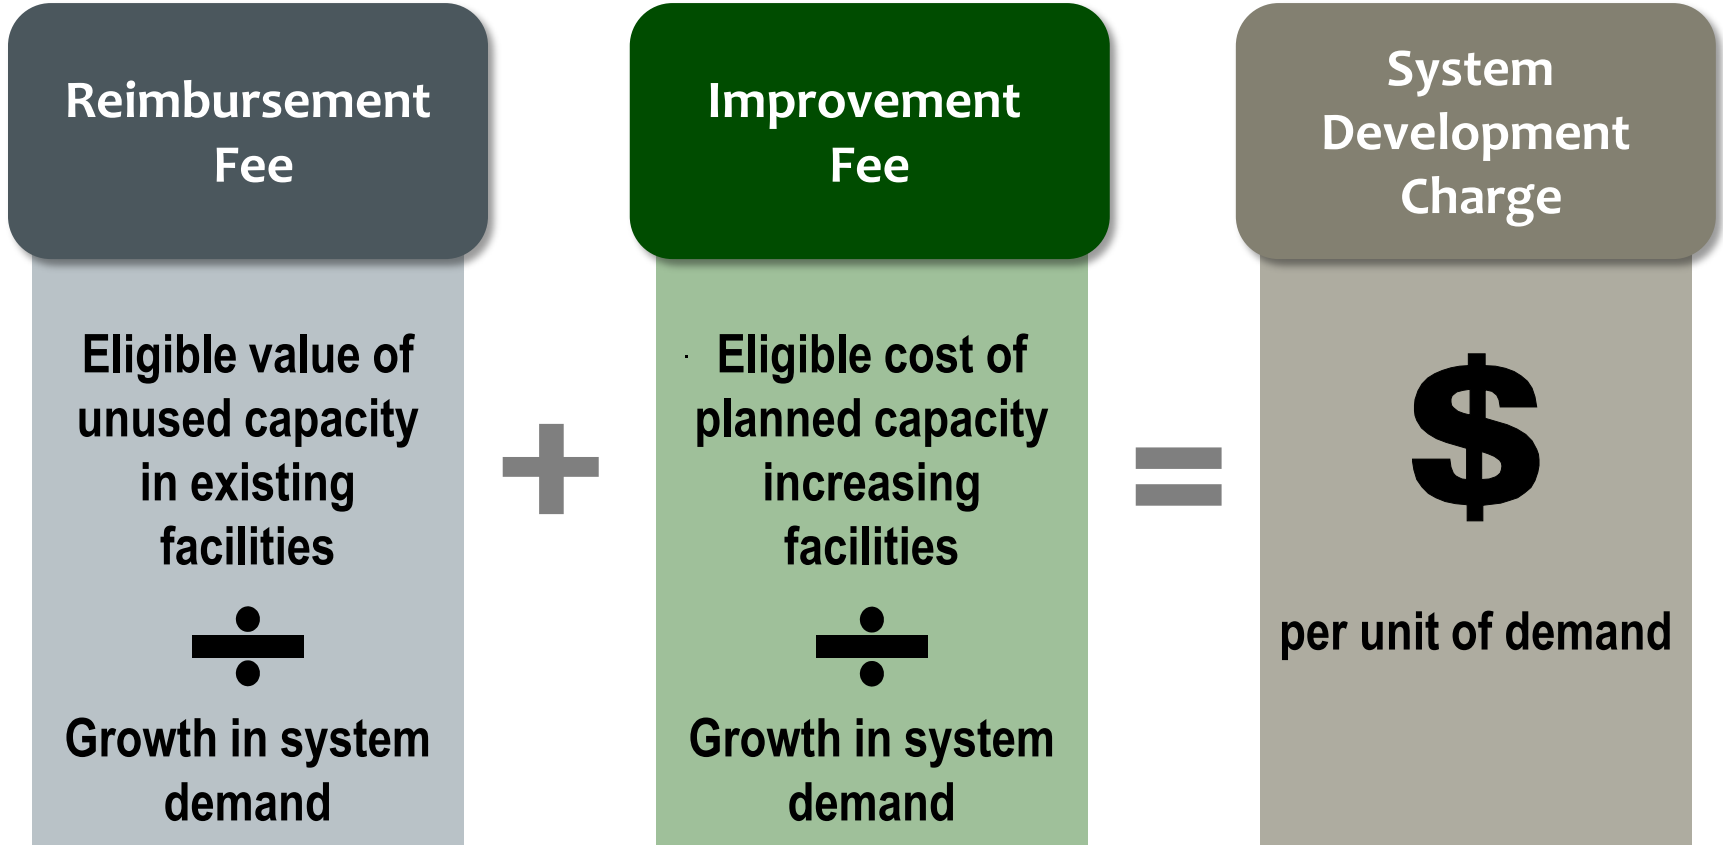 Reimbursement
Fee
Eligible value of
unused capacity
in existing
facilities
÷
Growth in system
demand
+
Improvement
Fee
Eligible cost of
planned capacity
increasing
facilities
÷
Growth in system
demand
=
System
Development
Charge
$
per unit of demand